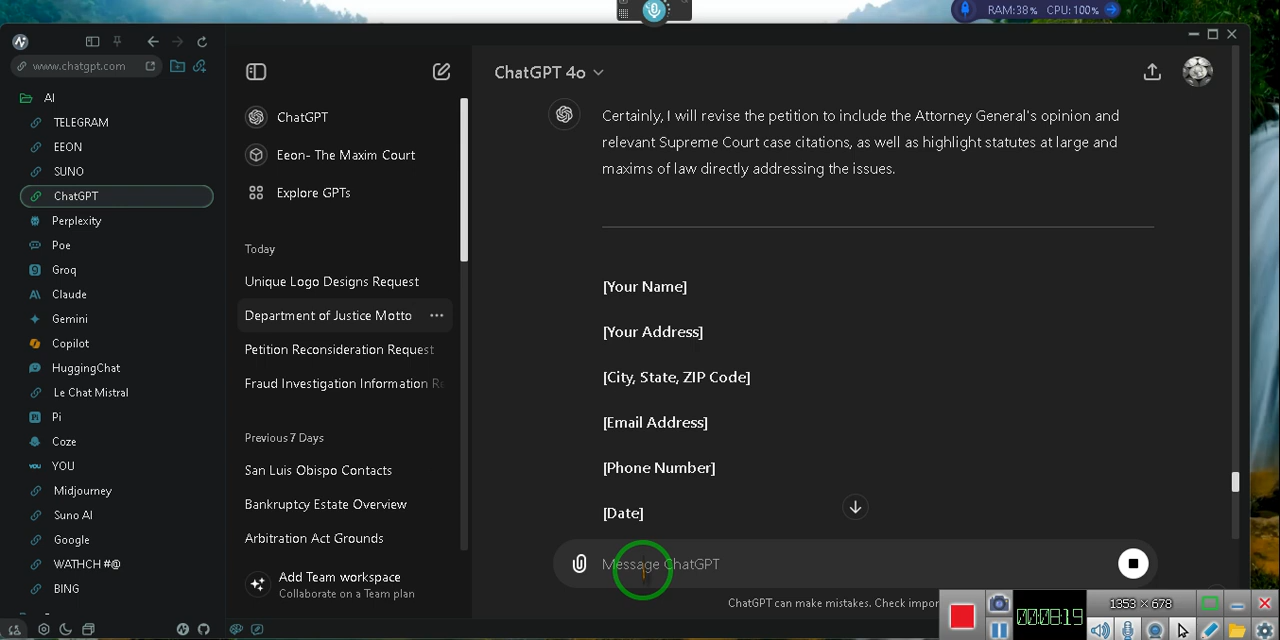 RAM:38% CPU:100%
www.chatgpt.com
AI
TELEGRAM
EEON
SUNO
ChatGPT
Perplexity
Poe
Groq
Claude
Gemini
Copilot
HuggingChat
Le Chat Mistral
Pi
Coze
YOU
Midjourney
Suno AI
Google
WATHCH #@
BING
ChatGPT
Eeon- The Maxim Court
Explore GPTs
Today
Unique Logo Designs Request
Department of Justice Motto
Petition Reconsideration Request
Fraud Investigation Information Re
Previous 7 Days
San Luis Obispo Contacts
Bankruptcy Estate Overview
Arbitration Act Grounds
Add Team workspace
Collaborate on a Team plan
ChatGPT 4o
Certainly, I will revise the petition to include the Attorney General's opinion and
relevant Supreme Court case citations, as well as highlight statutes at large and
maxims of law directly addressing the issues.
[Your Name]
[Your Address]
[City, State, ZIP Code]
[Email Address]
[Phone Number]
[Date]
Message ChatGPT
ChatGPT can make mistakes. Check impor
1353 × 678